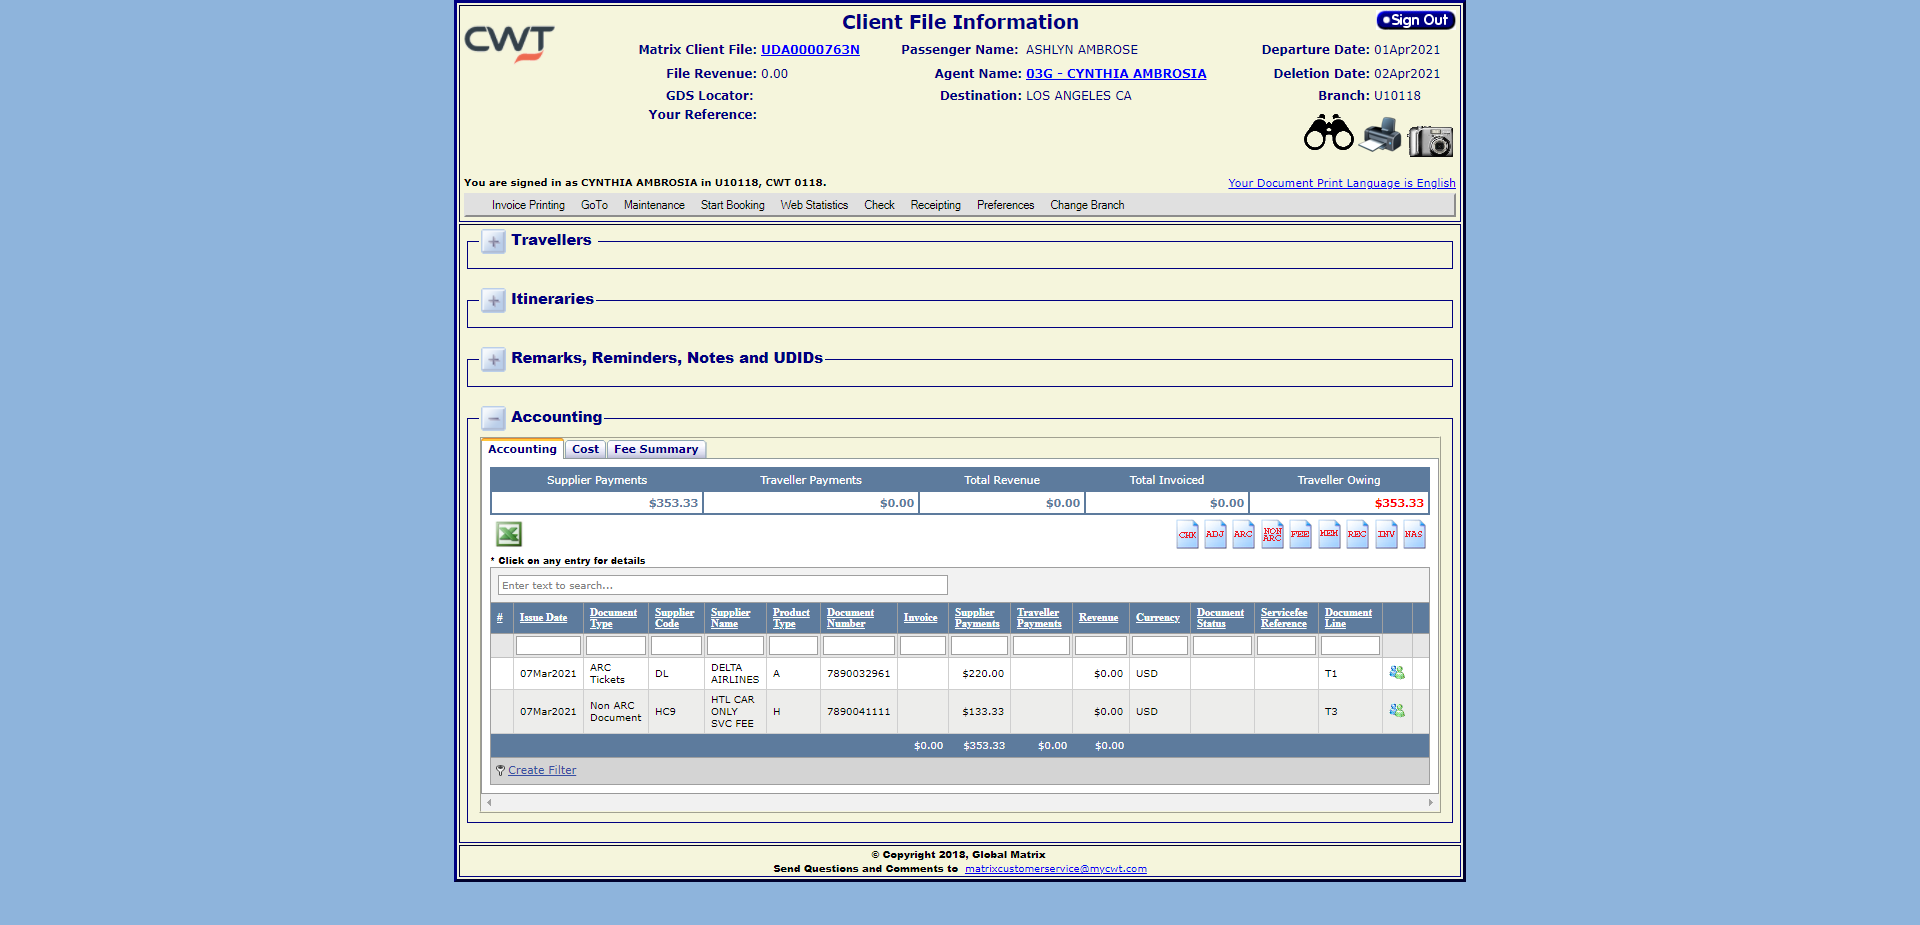 CWT
Client File Information
Sign Out
Matrix Client File: UDA0000763N
Passenger Name: ASHLYN AMBROSE
Departure Date: 01Apr2021
File Revenue: 0.00
Agent Name: 03G - CYNTHIA AMBROSIA
Deletion Date: 02Apr2021
GDS Locator:
Destination: LOS ANGELES CA
Branch: U10118
Your Reference:
You are signed in as CYNTHIA AMBROSIA in U10118, CWT 0118.
Your Document Print Language is English
Invoice Printing GoTo Maintenance Start Booking Web Statistics Check Receipting Preferences Change Branch
Travellers
Itineraries
Remarks, Reminders, Notes and UDIDs
Accounting
Accounting Cost Fee Summary
Supplier Payments Traveller Payments Total Revenue Total Invoiced Traveller Owing
$353.33 $0.00 $0.00 $0.00 $353.33
CHK ADJ ARC NON ARC FEE MEM REC INV NAS
* Click on any entry for details
Enter text to search...
# Issue Date Document Type Supplier Code Supplier Name Product Type Document Number Invoice Supplier Payments Traveller Payments Revenue Currency Document Status Servicefee Reference Document Line
07Mar2021 ARC Tickets DL DELTA AIRLINES A 7890032961 $220.00 $0.00 USD T1
07Mar2021 Non ARC Document HC9 HTL CAR ONLY SVC FEE H 7890041111 $133.33 $0.00 USD T3
$0.00 $353.33 $0.00 $0.00
Create Filter
© Copyright 2018, Global Matrix
Send Questions and Comments to matrixcustomerservice@mycwt.com